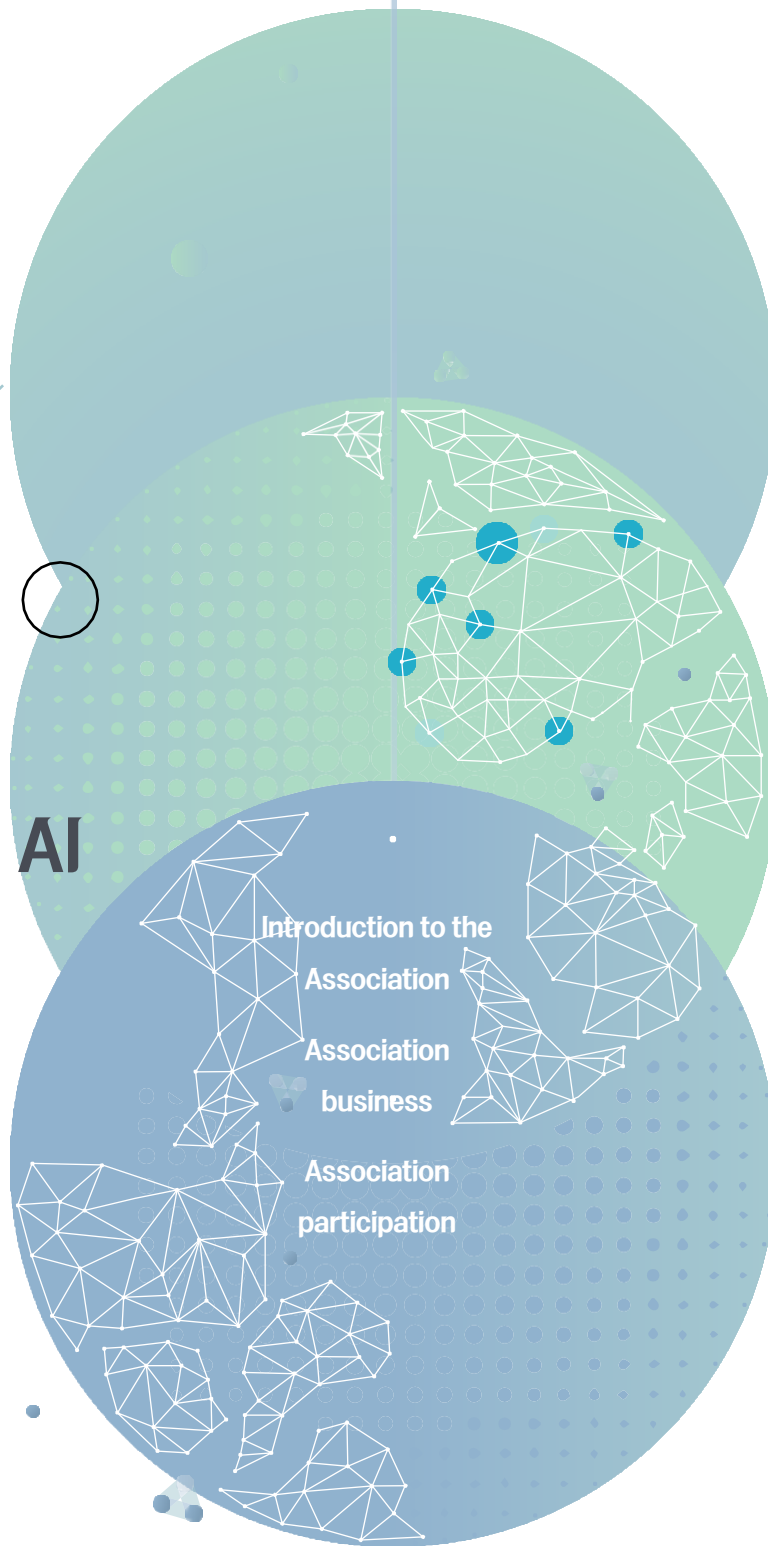 AI
Introduction to the
Association
Association
business
Association
participation